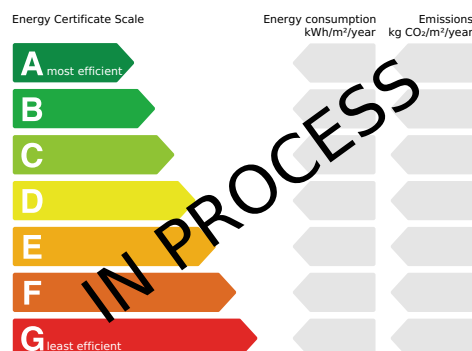 Energy Certificate Scale
Energy consumption
kWh/m²/year
Emissions
kg CO₂/m²/year
A most efficient
B
C
D
E
F
G least efficient
IN PROCESS